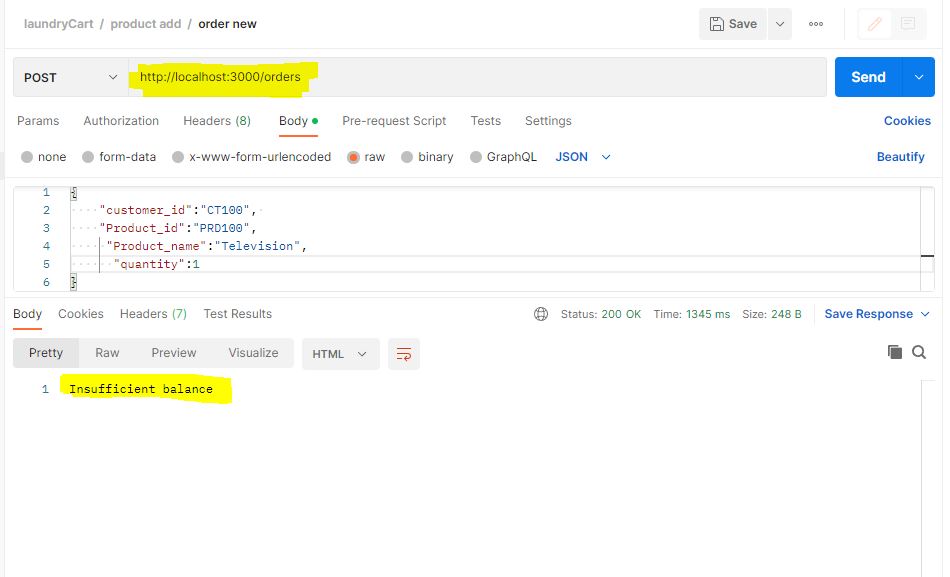 laundryCart / product add / order new
Save
POST
http://localhost:3000/orders
Send
Params Authorization Headers (8) Body Pre-request Script Tests Settings Cookies
none form-data x-www-form-urlencoded raw binary GraphQL JSON Beautify
1 {
2 "customer_id":"CT100",
3 "Product_id":"PRD100",
4 "Product_name":"Television",
5 "quantity":1
6 }
Body Cookies Headers (7) Test Results Status: 200 OK Time: 1345 ms Size: 248 B Save Response
Pretty Raw Preview Visualize HTML
1 Insufficient balance